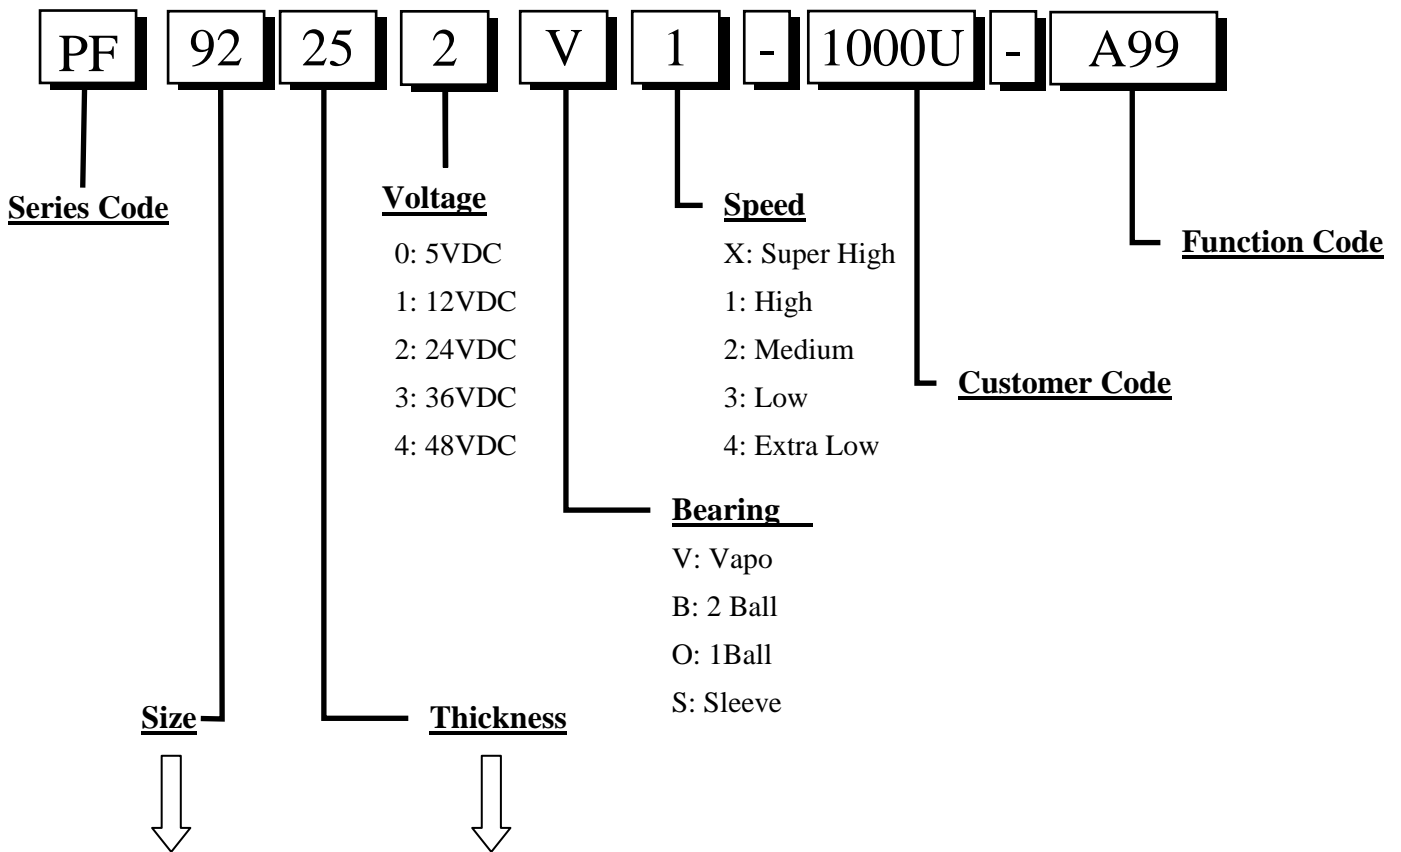 PF 92 25 2 V 1 - 1000U - A99
Series Code
Voltage
0: 5VDC
1: 12VDC
2: 24VDC
3: 36VDC
4: 48VDC
Speed
X: Super High
1: High
2: Medium
3: Low
4: Extra Low
Function Code
Customer Code
Bearing
V: Vapo
B: 2 Ball
O: 1Ball
S: Sleeve
Size
Thickness